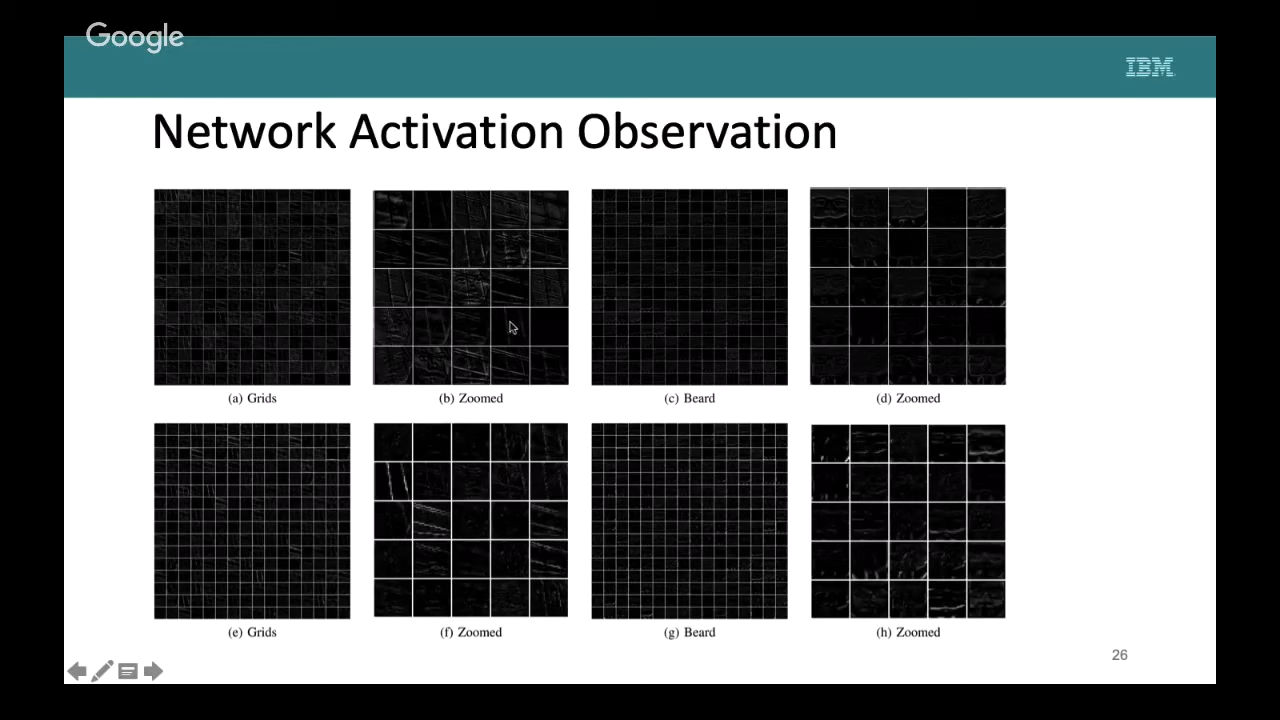 Google
IBM
Network Activation Observation
(a) Grids
(b) Zoomed
(c) Beard
(d) Zoomed
(e) Grids
(f) Zoomed
(g) Beard
(h) Zoomed
26